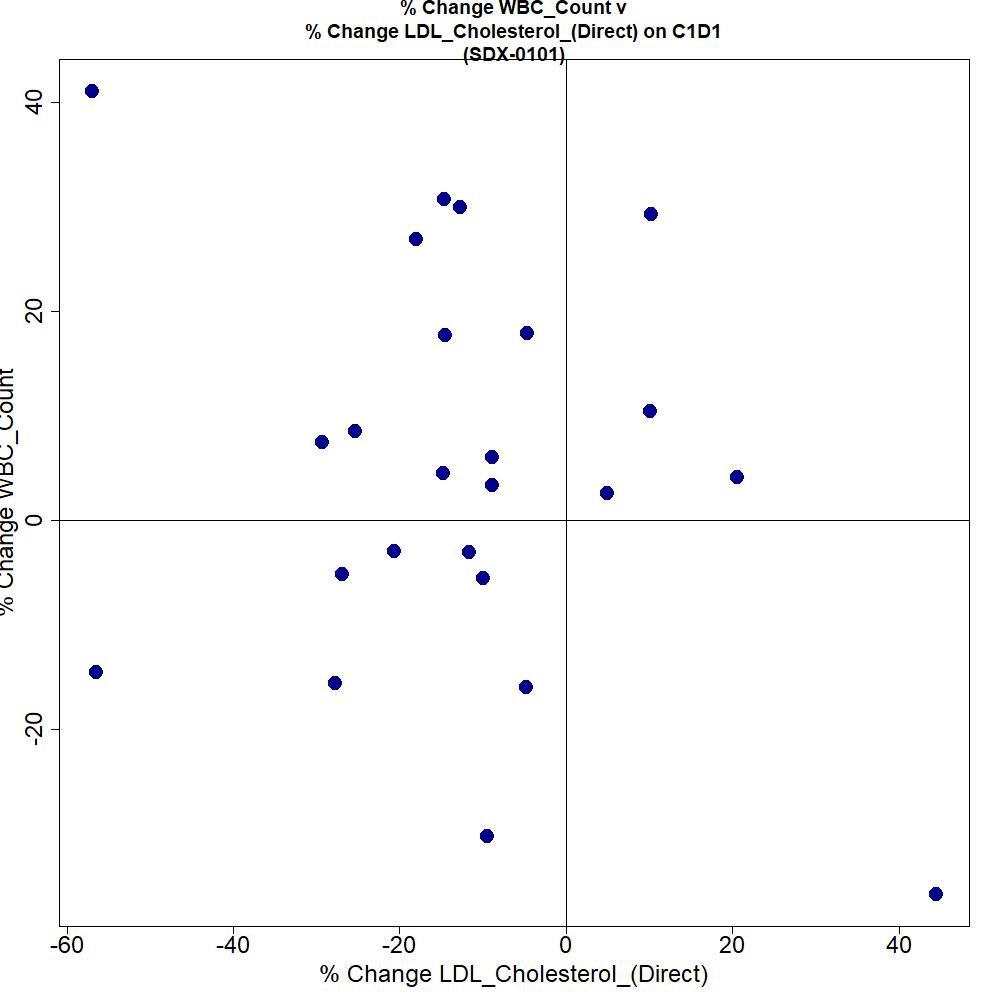 % Change WBC_Count v
% Change LDL_Cholesterol_(Direct) on C1D1
(SDX-0101)
40
20
0
-20
% Change WBC_Count
-60
-40
-20
0
20
40
% Change LDL_Cholesterol_(Direct)